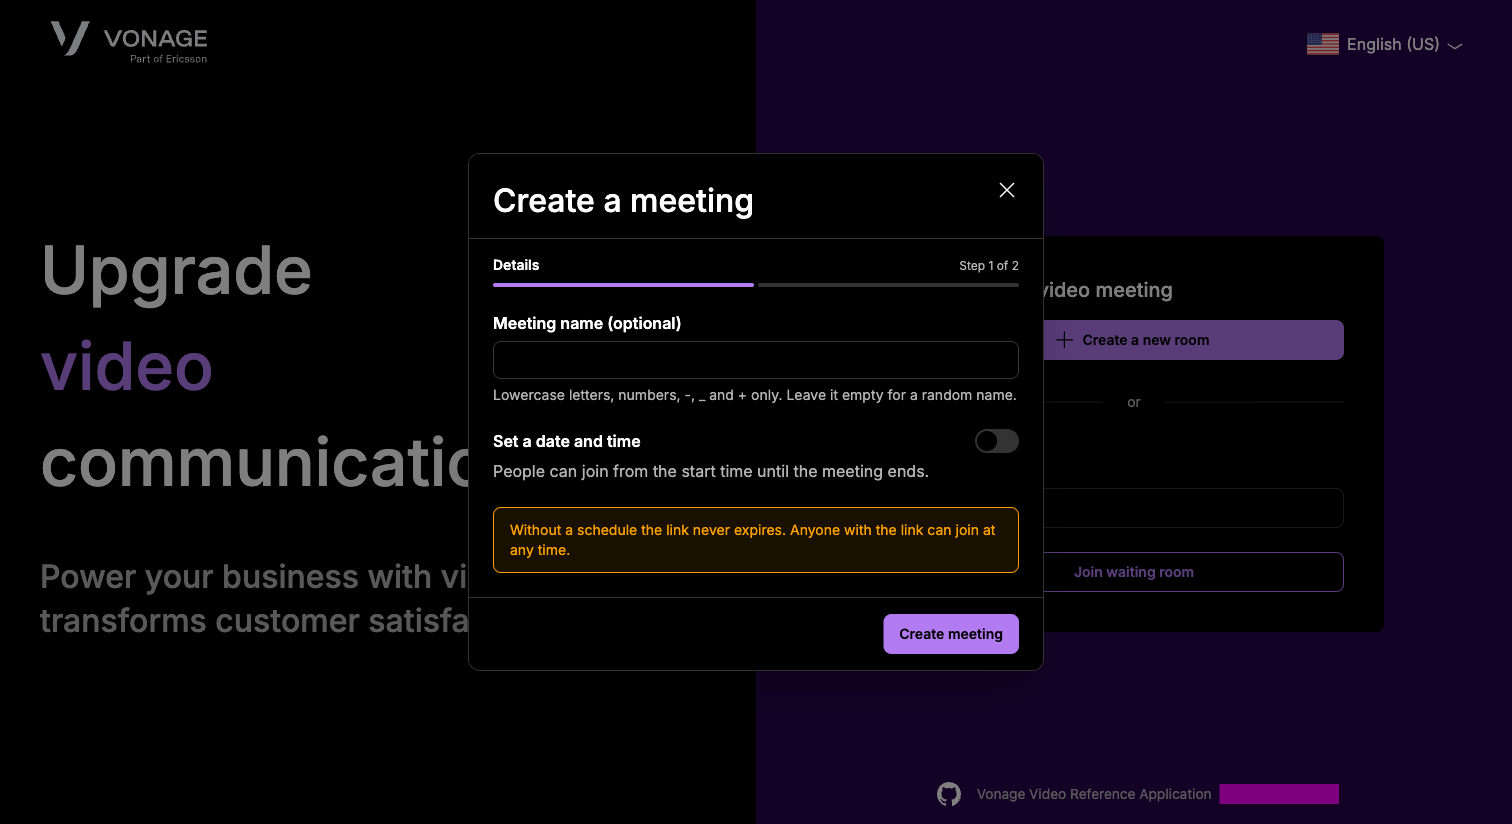 VONAGE
Part of Ericsson
English (US)
Upgrade
video
communicatio
Power your business with vi
transforms customer satisfa
Create a meeting
Details
Step 1 of 2
Meeting name (optional)
Lowercase letters, numbers, -, _ and + only. Leave it empty for a random name.
Set a date and time
People can join from the start time until the meeting ends.
Without a schedule the link never expires. Anyone with the link can join at
any time.
Create meeting
video meeting
Create a new room
or
Join waiting room
Vonage Video Reference Application